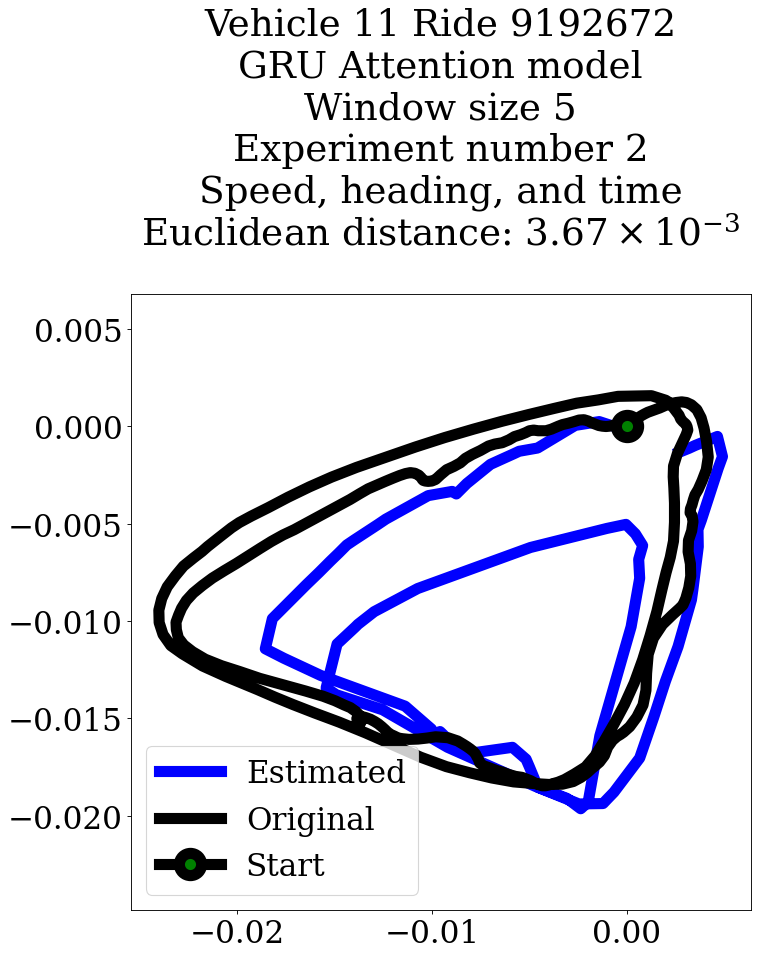 Vehicle 11 Ride 9192672
GRU Attention model
Window size 5
Experiment number 2
Speed, heading, and time
Euclidean distance: 3.67 × 10⁻³
0.005
0.000
−0.005
−0.010
−0.015
−0.020
Estimated
Original
Start
−0.02 −0.01 0.00